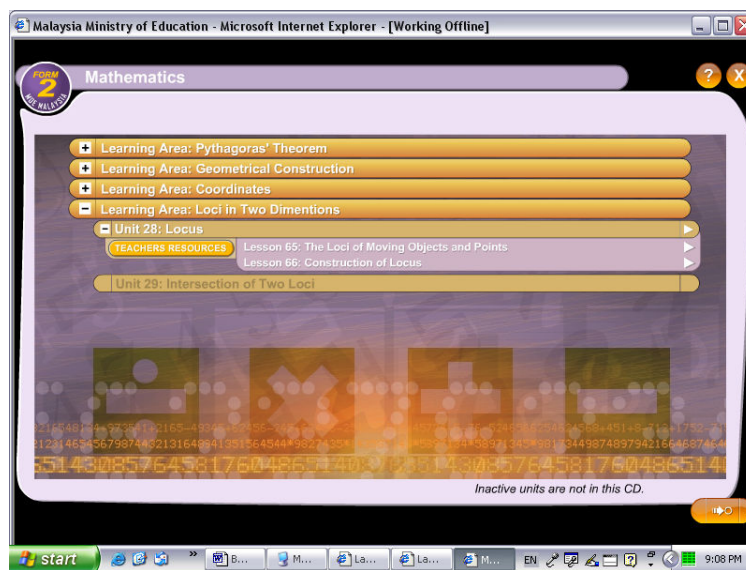 Malaysia Ministry of Education - Microsoft Internet Explorer - [Working Offline]
FORM
2
MOE MALAYSIA
Mathematics
?
X
+ Learning Area: Pythagoras' Theorem
+ Learning Area: Geometrical Construction
+ Learning Area: Coordinates
- Learning Area: Loci in Two Dimentions
- Unit 28: Locus
TEACHERS RESOURCES
Lesson 65: The Loci of Moving Objects and Points
Lesson 66: Construction of Locus
Unit 29: Intersection of Two Loci
Inactive units are not in this CD.
start
»
B...
M...
La...
La...
M...
EN
9:08 PM